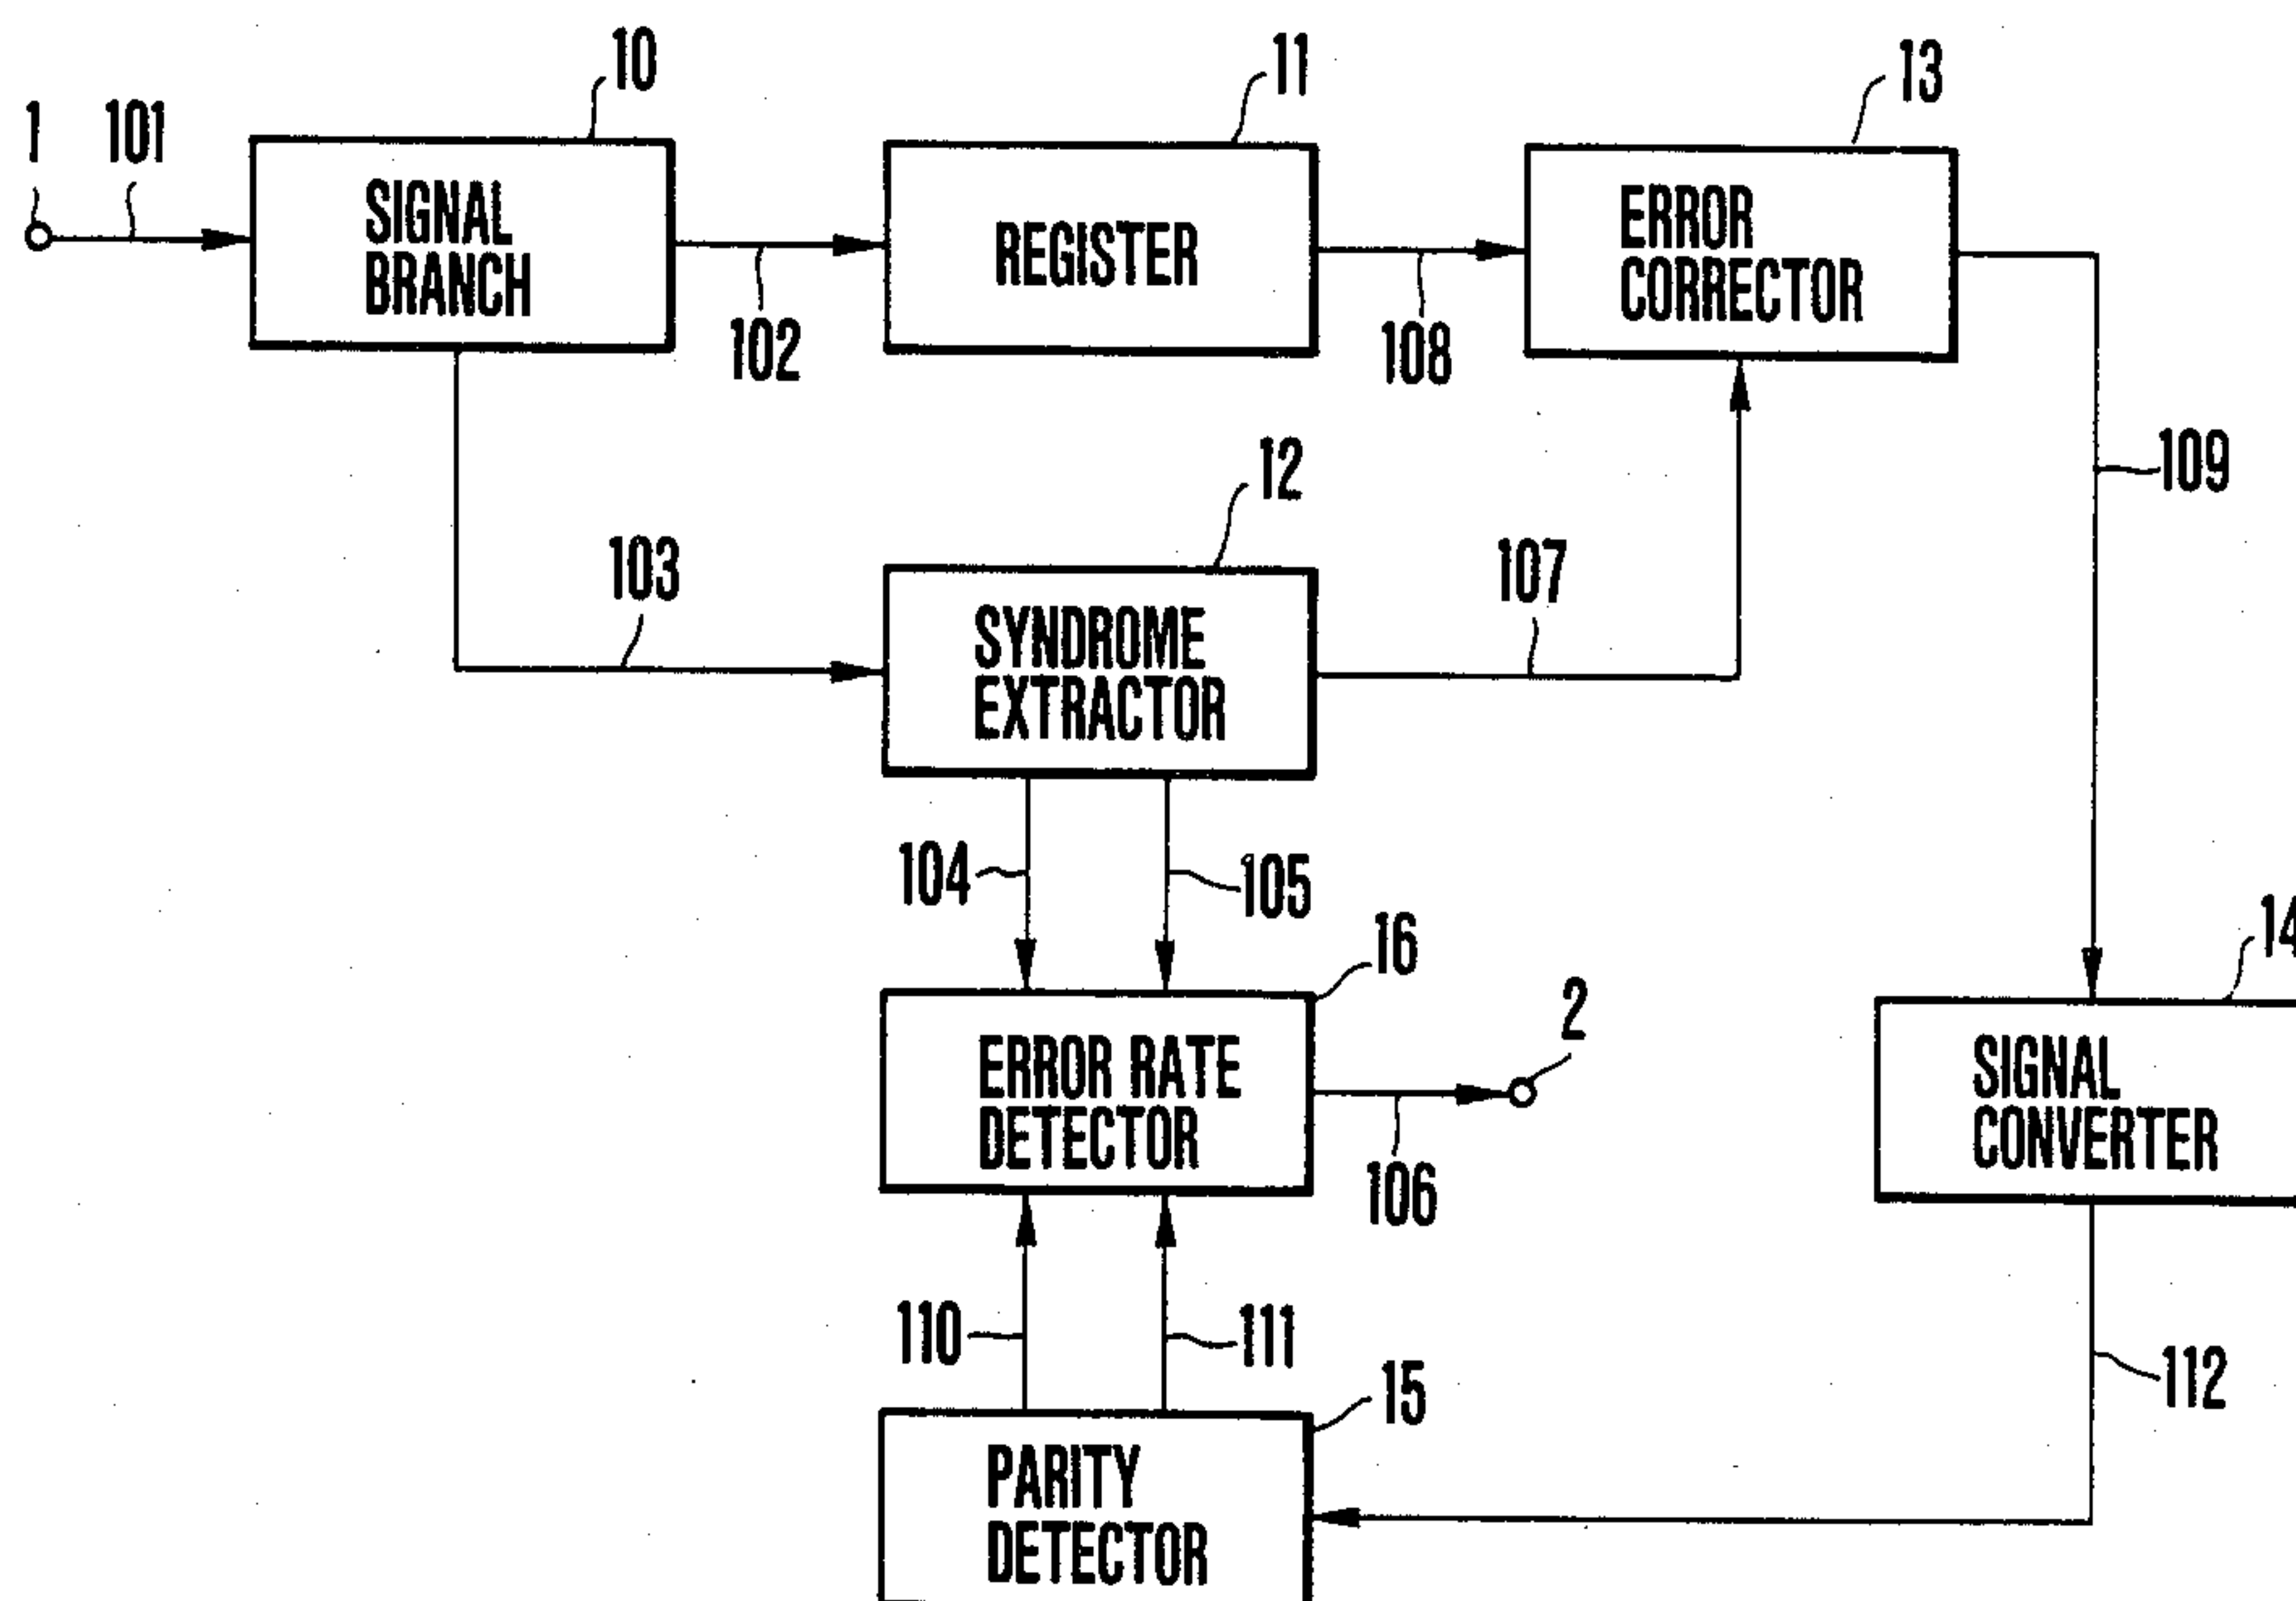 10
11
13
1
101
SIGNAL
BRANCH
REGISTER
ERROR
CORRECTOR
102
108
109
12
103
107
SYNDROME
EXTRACTOR
104
105
16
14
2
ERROR RATE
DETECTOR
SIGNAL
CONVERTER
106
110
111
15
112
PARITY
DETECTOR